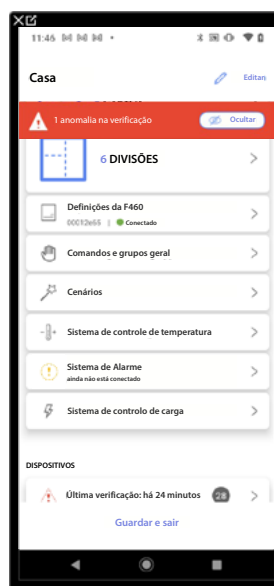 11:46
Casa
Editan
1 anomalia na verificação
Ocultar
6 DIVISÕES
Definições da F460
00012e65 | Conectado
Comandos e grupos geral
Cenários
Sistema de controle de temperatura
Sistema de Alarme
ainda não está conectado
Sistema de controlo de carga
DISPOSITIVOS
Última verificação: há 24 minutos
28
Guardar e sair